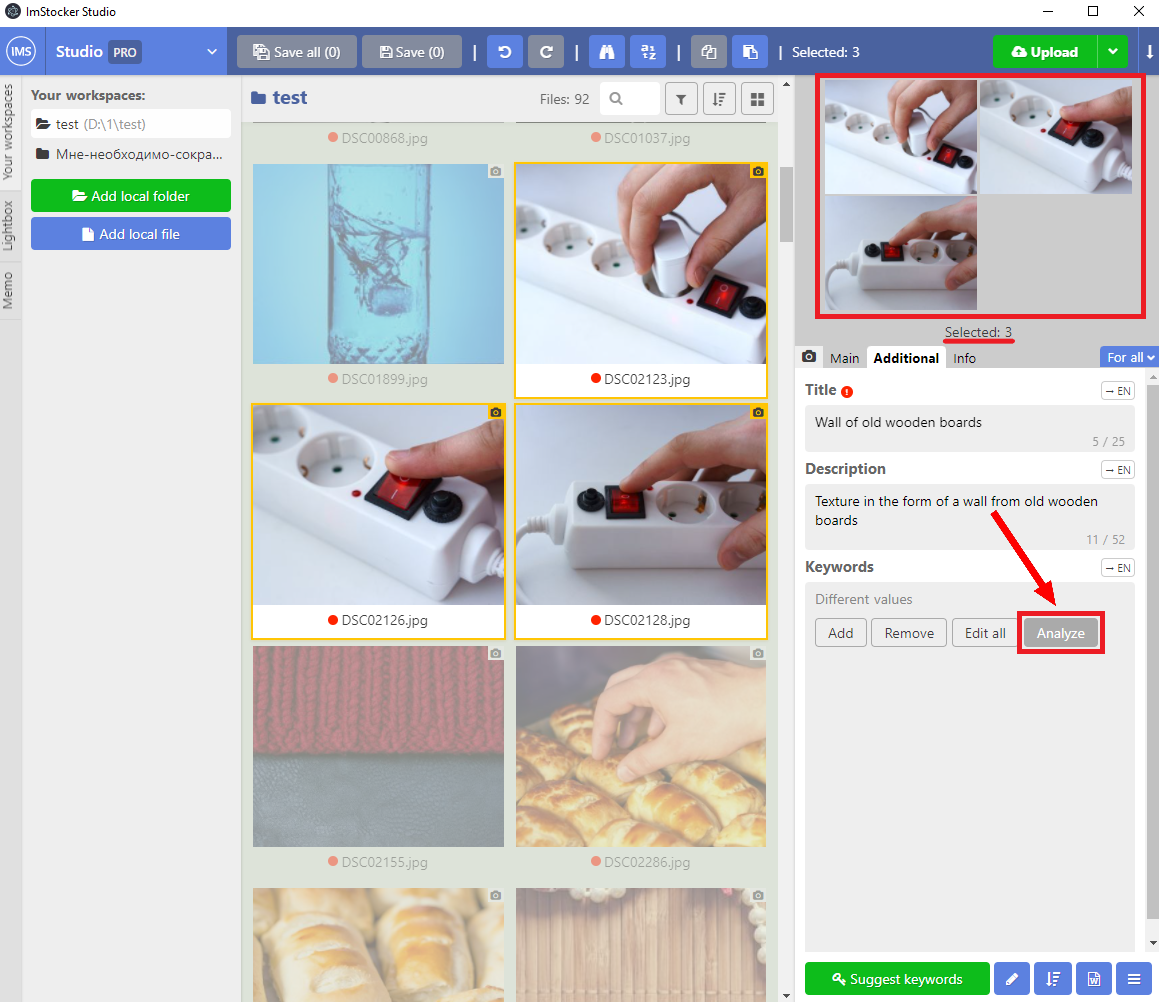 ImStocker Studio
IMS
Studio PRO
Save all (0)
Save (0)
Selected: 3
Upload
Your workspaces
Lightbox
Memo
Your workspaces:
test (D:\1\test)
Мне-необходимо-сокра...
Add local folder
Add local file
test
Files: 92
DSC00868.jpg
DSC01037.jpg
DSC01899.jpg
DSC02123.jpg
DSC02126.jpg
DSC02128.jpg
DSC02155.jpg
DSC02286.jpg
Selected: 3
Main
Additional
Info
For all
Title
→ EN
Wall of old wooden boards
5 / 25
Description
→ EN
Texture in the form of a wall from old wooden
boards
11 / 52
Keywords
→ EN
Different values
Add
Remove
Edit all
Analyze
Suggest keywords